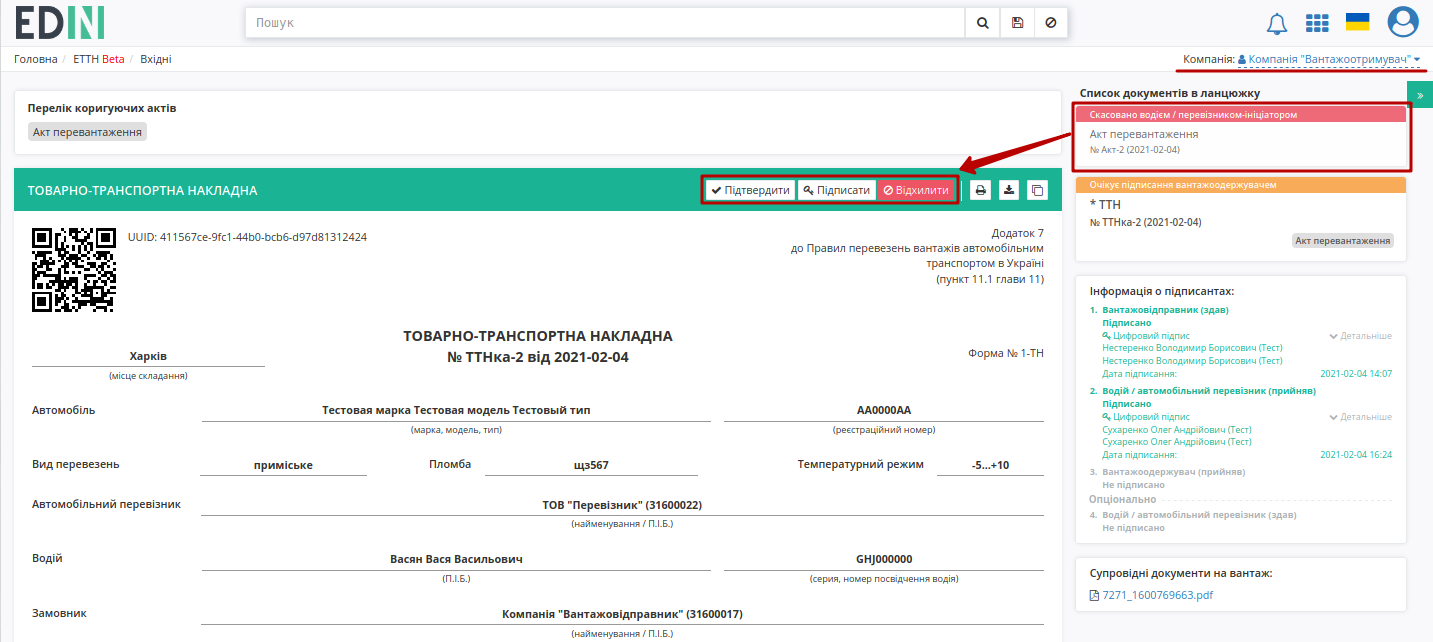 EDIN
Пошук
Головна / ЕТТН Beta / Вхідні
Компанія: Компанія "Вантажоотримувач"
Перелік коригуючих актів
Акт перевантаження
ТОВАРНО-ТРАНСПОРТНА НАКЛАДНА
Підтвердити Підписати Відхилити
UUID: 411567ce-9fc1-44b0-bcb6-d97d81312424
Додаток 7
до Правил перевезень вантажів автомобільним
транспортом в Україні
(пункт 11.1 глави 11)
ТОВАРНО-ТРАНСПОРТНА НАКЛАДНА
№ ТТНка-2 від 2021-02-04
Харків
(місце складання)
Форма № 1-ТН
Автомобіль Тестовая марка Тестовая модель Тестовый тип АА0000АА
(марка, модель, тип) (реєстраційний номер)
Вид перевезень приміське Пломба щз567 Температурний режим -5...+10
Автомобільний перевізник ТОВ "Перевізник" (31600022)
(найменування / П.І.Б.)
Водій Васян Вася Васильович GHJ000000
(П.І.Б.) (серия, номер посвідчення водія)
Замовник Компанія "Вантажовідправник" (31600017)
(найменування / П.І.Б.)
Список документів в ланцюжку
»
Скасовано водієм / перевізником-ініціатором
Акт перевантаження
№ Акт-2 (2021-02-04)
Очікує підписання вантажоодержувачем
* ТТН
№ ТТНка-2 (2021-02-04)
Акт перевантаження
Інформація о підписантах:
1. Вантажовідправник (здав)
Підписано
Цифровий підпис Детальніше
Нестеренко Володимир Борисович (Тест)
Нестеренко Володимир Борисович (Тест)
Дата підписання: 2021-02-04 14:07
2. Водій / автомобільний перевізник (прийняв)
Підписано
Цифровий підпис Детальніше
Сухаренко Олег Андрійович (Тест)
Сухаренко Олег Андрійович (Тест)
Дата підписання: 2021-02-04 16:24
3. Вантажоодержувач (прийняв)
Не підписано
Опціонально
4. Водій / автомобільний перевізник (здав)
Не підписано
Супровідні документи на вантаж:
7271_1600769663.pdf